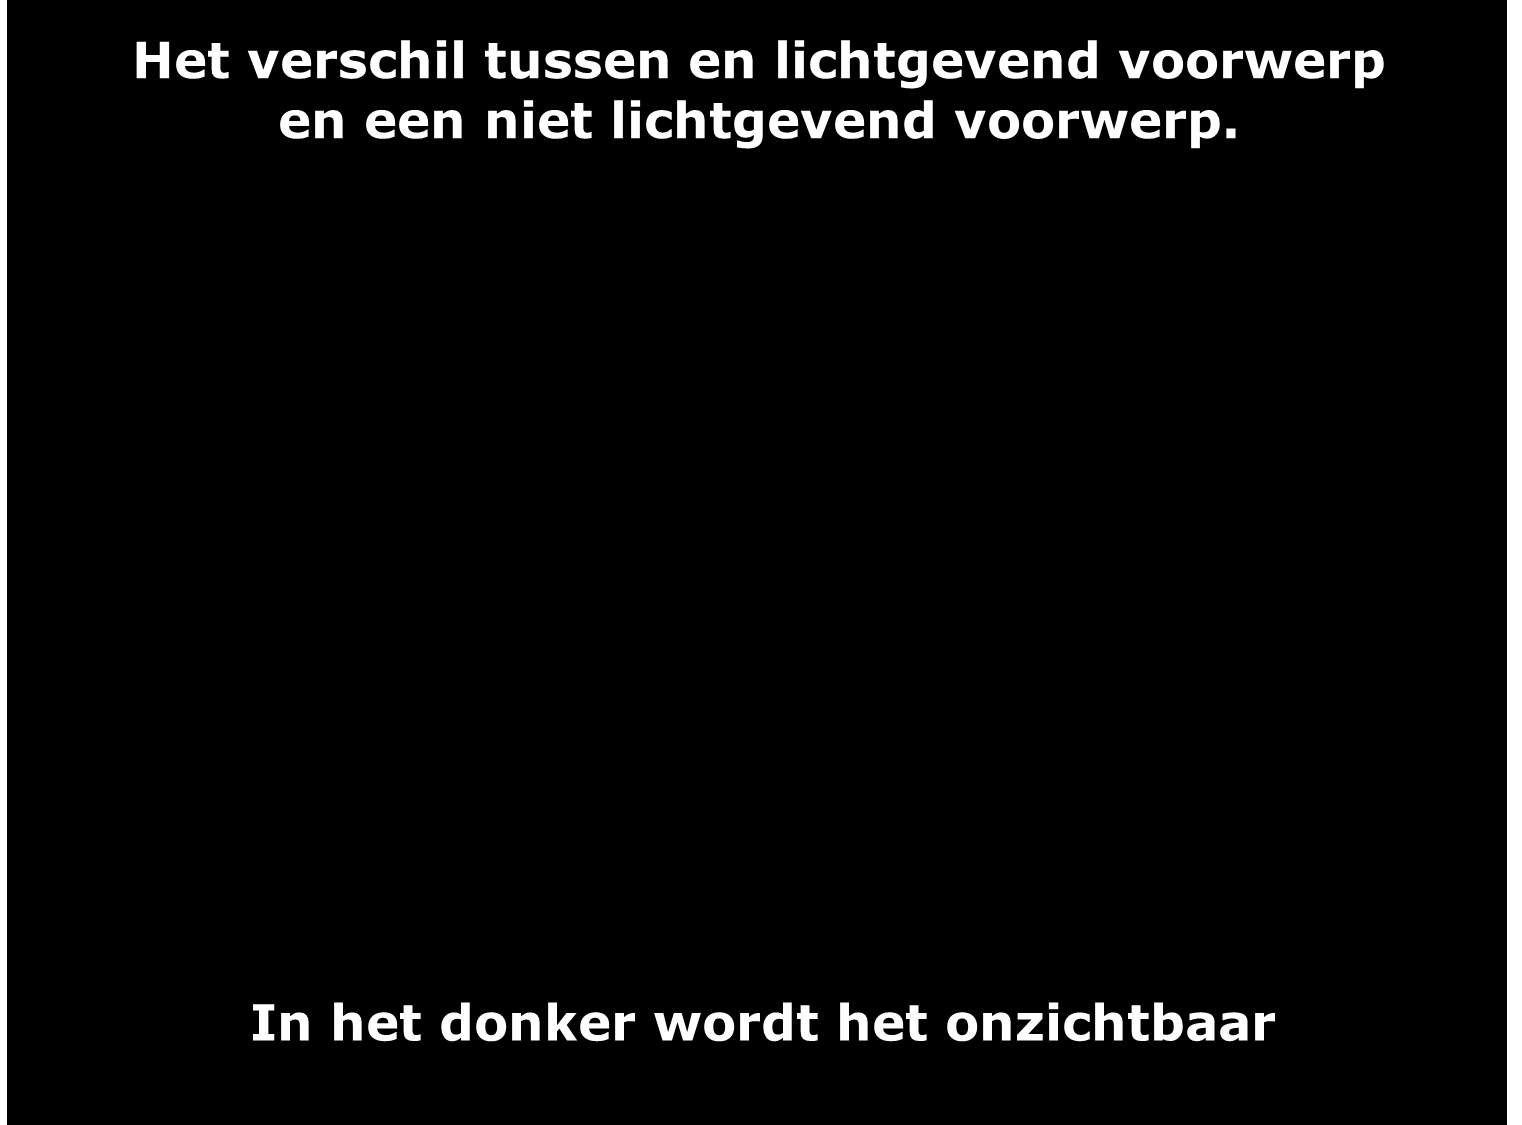 Het verschil tussen en lichtgevend voorwerp
en een niet lichtgevend voorwerp.
In het donker wordt het onzichtbaar